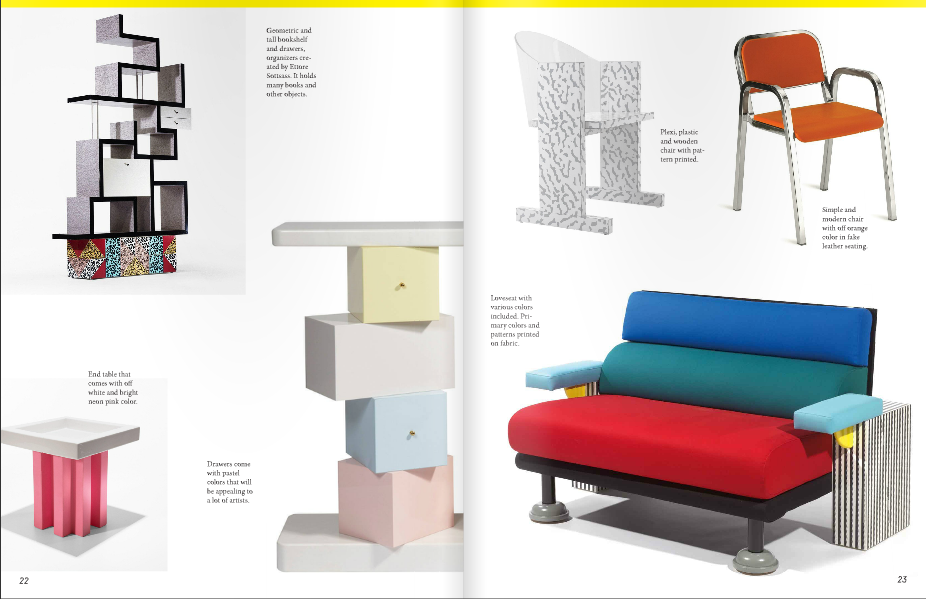 Geometric and
tall bookshelf
and drawers,
organizers cre-
ated by Ettore
Sottsass. It holds
many books and
other objects.
End table that
comes with off
white and bright
neon pink color.
Drawers come
with pastel
colors that will
be appealing to
a lot of artists.
22
Plexi, plastic
and wooden
chair with pat-
tern printed.
Simple and
modern chair
with off orange
color in fake
leather seating.
Loveseat with
various colors
included. Pri-
mary colors and
patterns printed
on fabric.
23